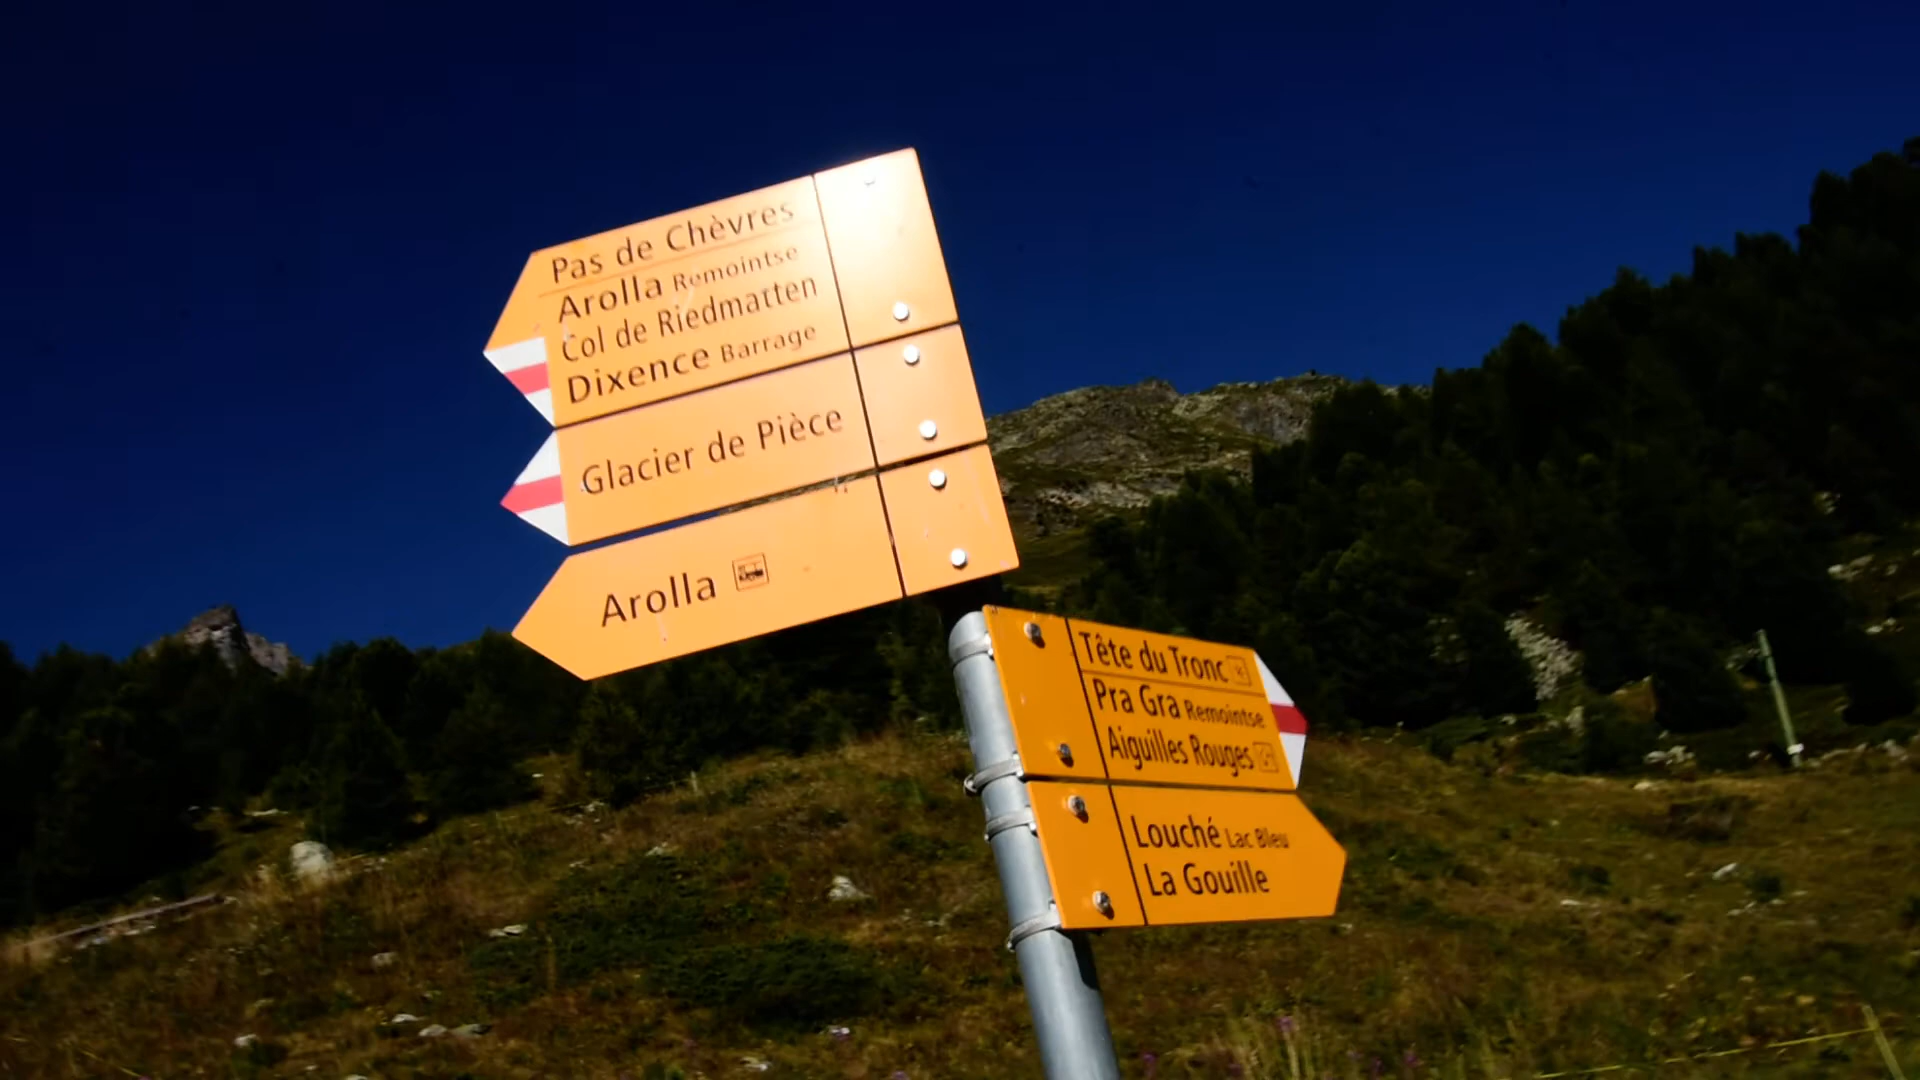 Pas de Chèvres
Arolla Remointse
Col de Riedmatten
Dixence Barrage
Glacier de Pièce
Arolla
Tête du Tronc
Pra Gra Remointse
Aiguilles Rouges
Louché Lac Bleu
La Gouille